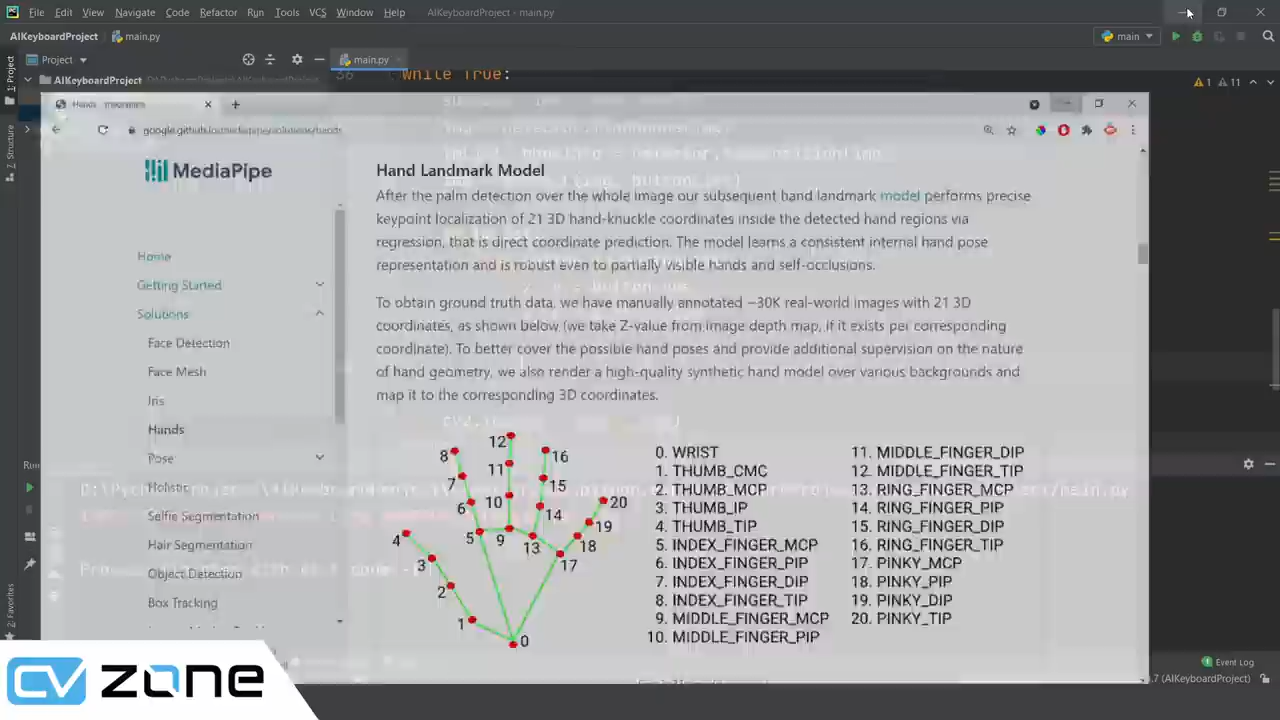 File Edit View Navigate Code Refactor Run Tools VCS Window Help AIKeyboardProject - main.py
AIKeyboardProject main.py main
Project main.py
AIKeyboardProject
36 while True:
1 11
Project
Structure
Favorites
Hands
google.github.io
MediaPipe
Home
Getting Started
Solutions
Face Detection
Face Mesh
Iris
Hands
Pose
Holistic
Selfie Segmentation
Hair Segmentation
Object Detection
Box Tracking
Hand Landmark Model
After the palm detection over the whole image our subsequent hand landmark model performs precise
keypoint localization of 21 3D hand-knuckle coordinates inside the detected hand regions via
regression, that is direct coordinate prediction. The model learns a consistent internal hand pose
representation and is robust even to partially visible hands and self-occlusions.
To obtain ground truth data, we have manually annotated ~30K real-world images with 21 3D
coordinates, as shown below (we take Z-value from image depth map, if it exists per corresponding
coordinate). To better cover the possible hand poses and provide additional supervision on the nature
of hand geometry, we also render a high-quality synthetic hand model over various backgrounds and
map it to the corresponding 3D coordinates.
12
8 16
11
7 15
6 10 14 20
19
4 5 9 13 18
3 17
2
1
0
0. WRIST
1. THUMB_CMC
2. THUMB_MCP
3. THUMB_IP
4. THUMB_TIP
5. INDEX_FINGER_MCP
6. INDEX_FINGER_PIP
7. INDEX_FINGER_DIP
8. INDEX_FINGER_TIP
9. MIDDLE_FINGER_MCP
10. MIDDLE_FINGER_PIP
11. MIDDLE_FINGER_DIP
12. MIDDLE_FINGER_TIP
13. RING_FINGER_MCP
14. RING_FINGER_PIP
15. RING_FINGER_DIP
16. RING_FINGER_TIP
17. PINKY_MCP
18. PINKY_PIP
19. PINKY_DIP
20. PINKY_TIP
Run
main.py
Event Log
.7 (AIKeyboardProject)
CV ZONE